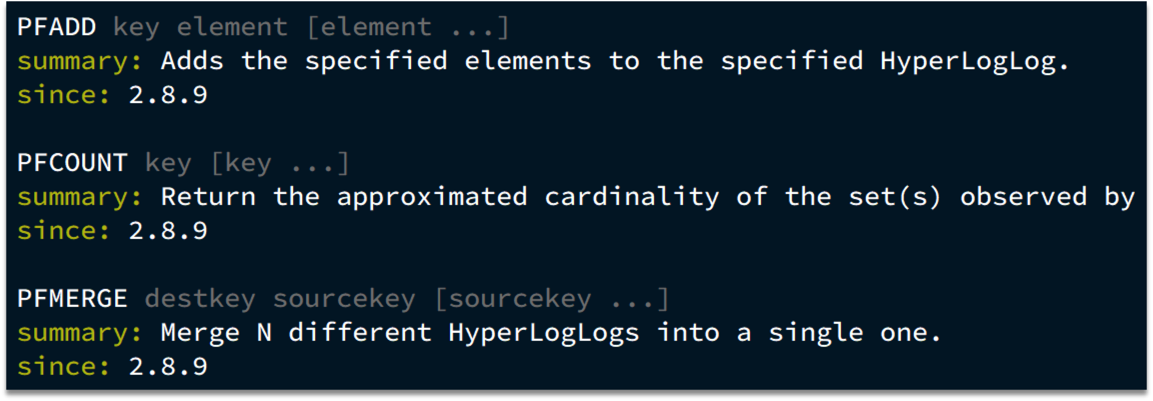 PFADD key element [element ...]
summary: Adds the specified elements to the specified HyperLogLog.
since: 2.8.9
PFCOUNT key [key ...]
summary: Return the approximated cardinality of the set(s) observed by
since: 2.8.9
PFMERGE destkey sourcekey [sourcekey ...]
summary: Merge N different HyperLogLogs into a single one.
since: 2.8.9